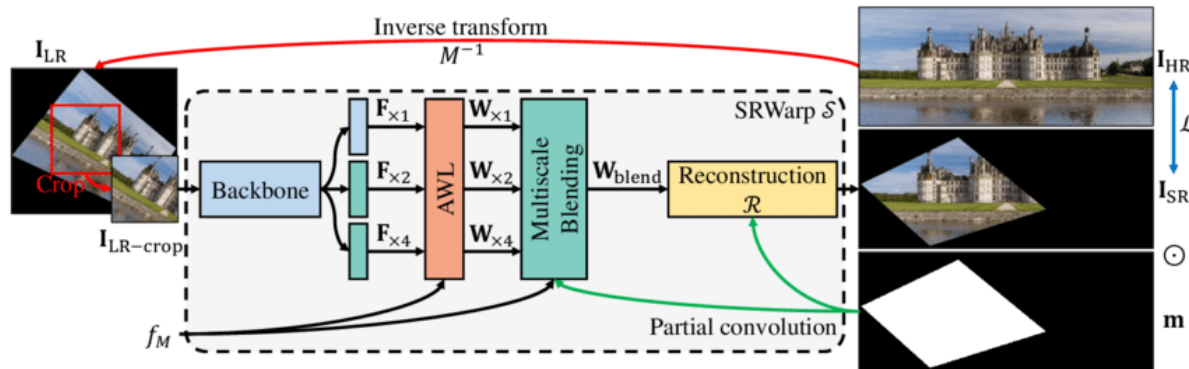 Inverse transform
M⁻¹
I_LR
I_HR
Crop
I_LR−crop
SRWarp 𝒮
F_×1
W_×1
F_×2
W_×2
F_×4
W_×4
Backbone
AWL
Multiscale
Blending
W_blend
Reconstruction
ℛ
ℒ
I_SR
⊙
f_M
Partial convolution
m